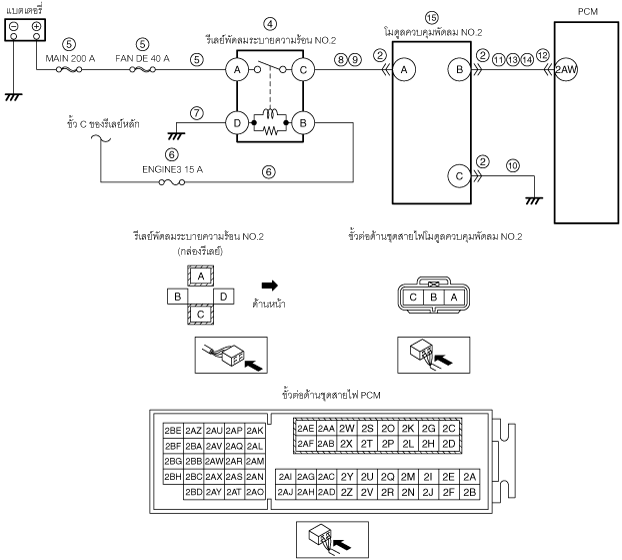 แบตเตอรี่
④
⑮
PCM
รีเลย์พัดลมระบายความร้อน NO.2
โมดูลควบคุมพัดลม NO.2
⑤ ⑤
MAIN 200 A FAN DE 40 A
⑤ A C ⑧⑨ ② A B ② ⑪⑬⑭ ⑫ 2AW
⑦ D B
ขั้ว C ของรีเลย์หลัก
⑥
ENGINE3 15 A
⑥
C ② ⑩
รีเลย์พัดลมระบายความร้อน NO.2
(กล่องรีเลย์)
ขั้วต่อด้านชุดสายไฟโมดูลควบคุมพัดลม NO.2
A
B D
C
ด้านหน้า
C B A
ขั้วต่อด้านชุดสายไฟ PCM
2BE 2AZ 2AU 2AP 2AK 2AE 2AA 2W 2S 2O 2K 2G 2C
2BF 2BA 2AV 2AQ 2AL 2AF 2AB 2X 2T 2P 2L 2H 2D
2BG 2BB 2AW 2AR 2AM
2BH 2BC 2AX 2AS 2AN 2AI 2AG 2AC 2Y 2U 2Q 2M 2I 2E 2A
2BD 2AY 2AT 2AO 2AJ 2AH 2AD 2Z 2V 2R 2N 2J 2F 2B